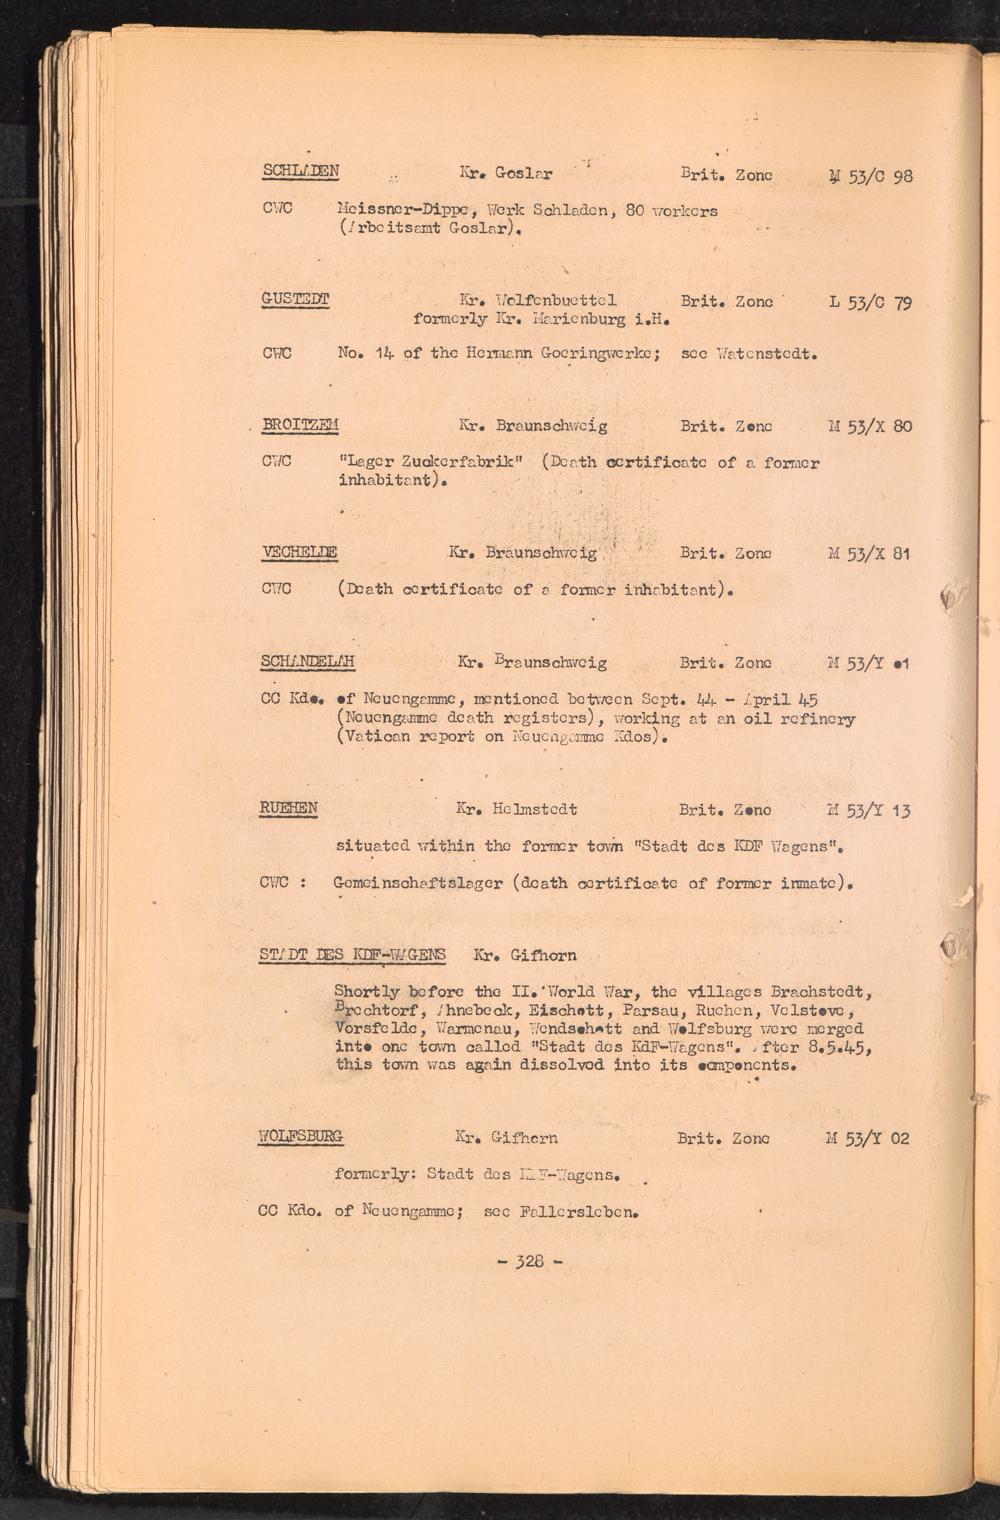 SCHLADEN Kr. Goslar Brit. Zone M 53/C 98
CWC Meissner-Dippe, Werk Schladen, 80 workers
(Arbeitsamt Goslar).
GUSTEDT Kr. Wolfenbuettel Brit. Zone L 53/C 79
formerly Kr. Marienburg i.H.
CWC No. 14 of the Hermann Goeringwerke; see Watenstedt.
BROITZEM Kr. Braunschweig Brit. Zone M 53/X 80
CWC "Lager Zuckerfabrik" (Death certificate of a former
inhabitant).
VECHELDE Kr. Braunschweig Brit. Zone M 53/X 81
CWC (Death certificate of a former inhabitant).
SCHANDELAH Kr. Braunschweig Brit. Zone M 53/Y 01
CC Kdo. of Neuengamme, mentioned between Sept. 44 - April 45
(Neuengamme death registers), working at an oil refinery
(Vatican report on Neuengamme Kdos).
RUEHEN Kr. Helmstedt Brit. Zone M 53/Y 13
situated within the former town "Stadt des KDF Wagens".
CWC : Gemeinschaftslager (death certificate of former inmate).
STADT DES KDF-WAGENS Kr. Gifhorn
Shortly before the II. World War, the villages Brachstedt,
Brechtorf, Ahnebeck, Eischott, Parsau, Ruehen, Velstove,
Vorsfelde, Warmenau, Wendschott and Wolfsburg were merged
into one town called "Stadt des KdF-Wagens". After 8.5.45,
this town was again dissolved into its components.
WOLFSBURG Kr. Gifhorn Brit. Zone M 53/Y 02
formerly: Stadt des KDF-Wagens.
CC Kdo. of Neuengamme; see Fallersleben.
- 328 -